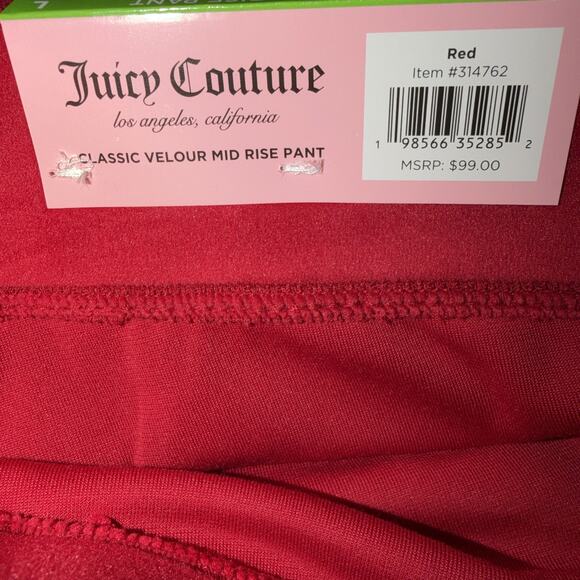 Juicy Couture
los angeles, california
CLASSIC VELOUR MID RISE PANT
Red
Item #314762
1 98566 35285 2
MSRP: $99.00